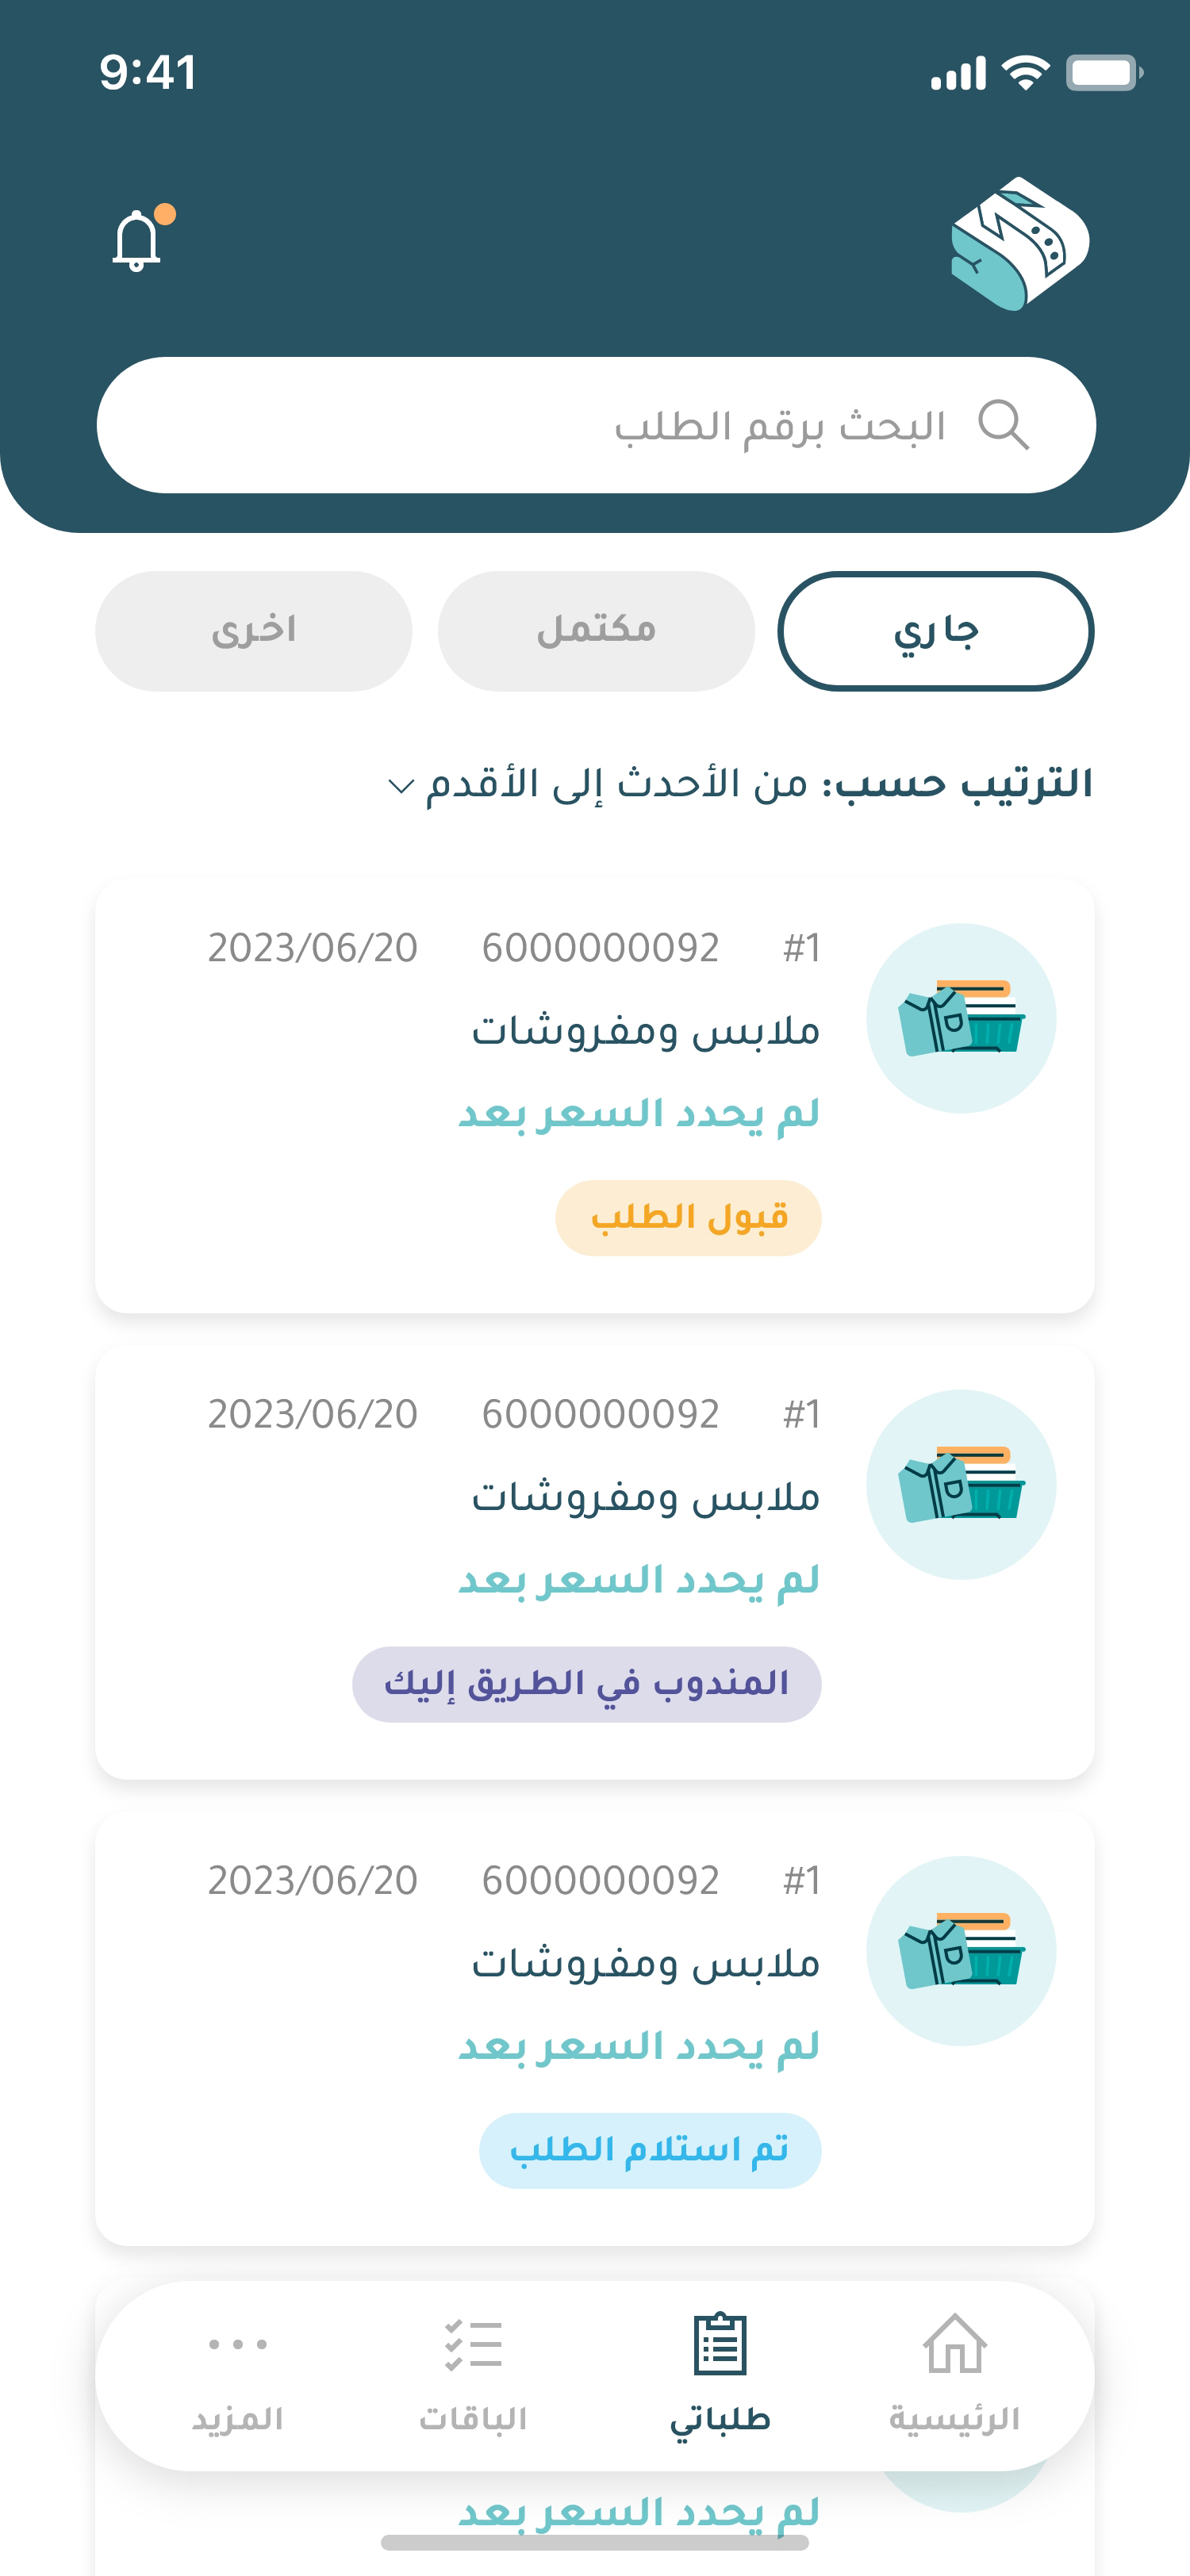 9:41
البحث برقم الطلب
جاري مكتمل اخرى
الترتيب حسب: من الأحدث إلى الأقدم
#1 6000000092 2023/06/20
ملابس ومفروشات
لم يحدد السعر بعد
قبول الطلب
#1 6000000092 2023/06/20
ملابس ومفروشات
لم يحدد السعر بعد
المندوب في الطريق إليك
#1 6000000092 2023/06/20
ملابس ومفروشات
لم يحدد السعر بعد
تم استلام الطلب
الرئيسية طلباتي الباقات المزيد
لم يحدد السعر بعد